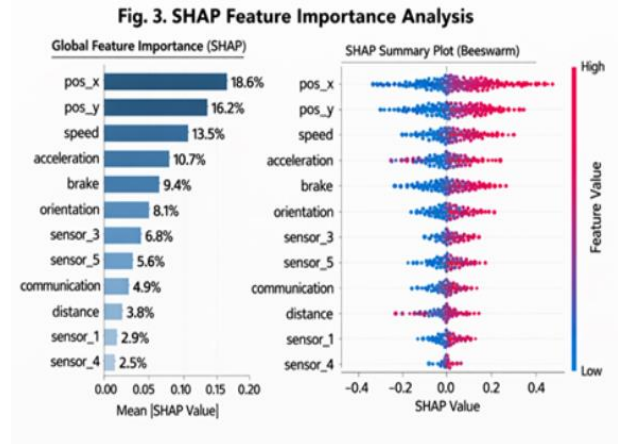 Fig. 3. SHAP Feature Importance Analysis
Global Feature Importance (SHAP)
pos_x 18.6%
pos_y 16.2%
speed 13.5%
acceleration 10.7%
brake 9.4%
orientation 8.1%
sensor_3 6.8%
sensor_5 5.6%
communication 4.9%
distance 3.8%
sensor_1 2.9%
sensor_4 2.5%
0.00 0.05 0.10 0.15 0.20
Mean |SHAP Value|
SHAP Summary Plot (Beeswarm)
pos_x
pos_y
speed
acceleration
brake
orientation
sensor_3
sensor_5
communication
distance
sensor_1
sensor_4
-0.4 -0.2 0.0 0.2 0.4
SHAP Value
High
Feature Value
Low